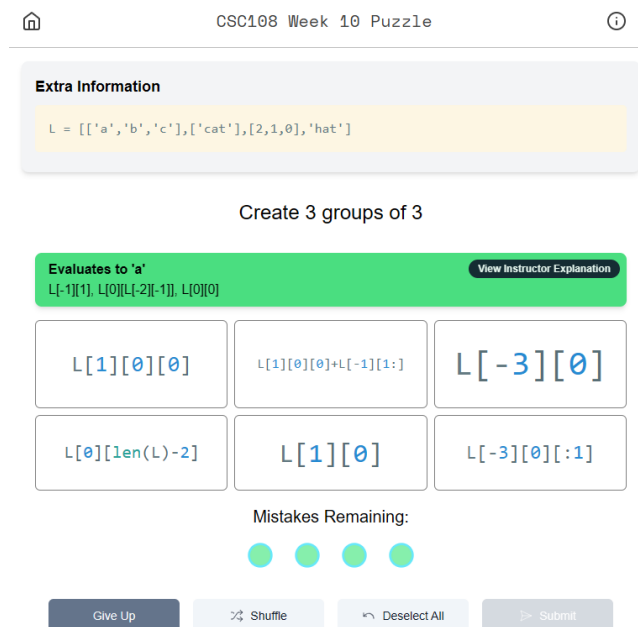 CSC108 Week 10 Puzzle
Extra Information
L = [['a','b','c'],['cat'],[2,1,0],'hat']
Create 3 groups of 3
Evaluates to 'a'
View Instructor Explanation
L[-1][1], L[0][L[-2][-1]], L[0][0]
L[1][0][0]
L[1][0][0]+L[-1][1:]
L[-3][0]
L[0][len(L)-2]
L[1][0]
L[-3][0][:1]
Mistakes Remaining:
Give Up
Shuffle
Deselect All
Submit